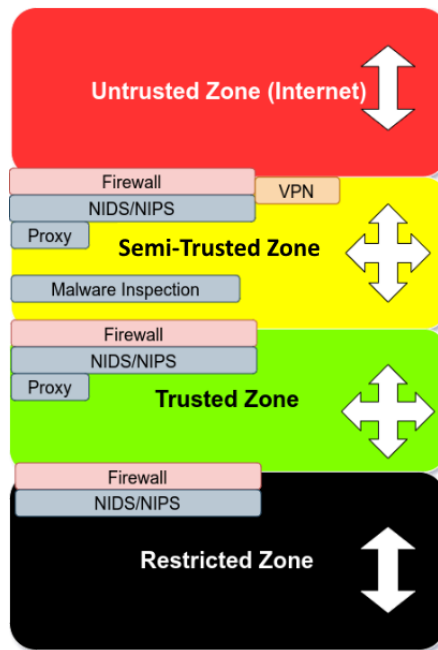 Untrusted Zone (Internet)
Firewall
VPN
NIDS/NIPS
Proxy
Semi-Trusted Zone
Malware Inspection
Firewall
NIDS/NIPS
Proxy
Trusted Zone
Firewall
NIDS/NIPS
Restricted Zone